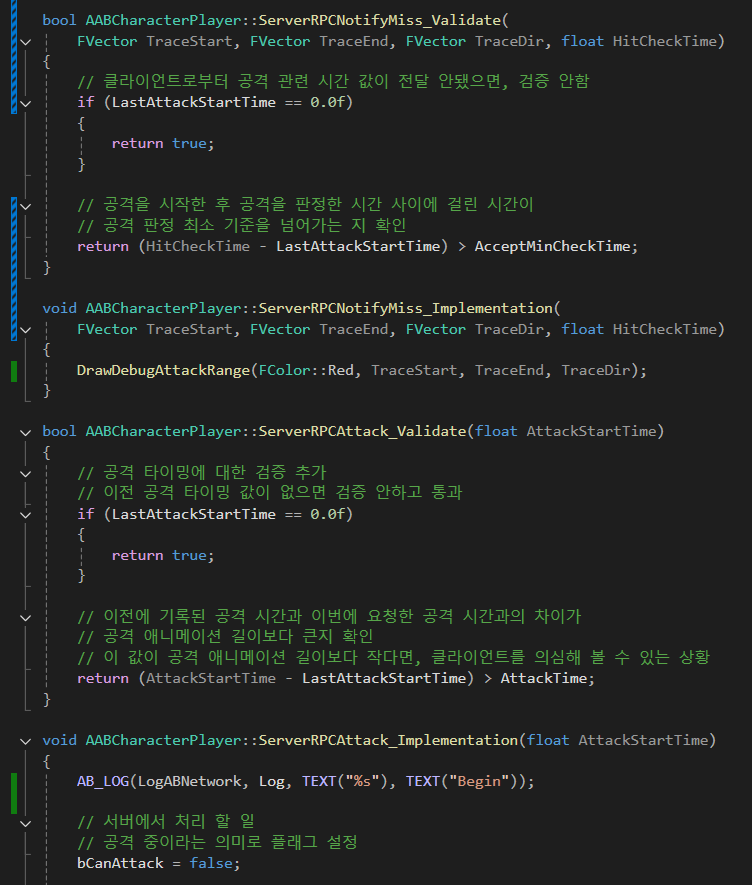 bool AABCharacterPlayer::ServerRPCNotifyMiss_Validate(
    FVector TraceStart, FVector TraceEnd, FVector TraceDir, float HitCheckTime)
{
    // 클라이언트로부터 공격 관련 시간 값이 전달 안됐으면, 검증 안함
    if (LastAttackStartTime == 0.0f)
    {
        return true;
    }

    // 공격을 시작한 후 공격을 판정한 시간 사이에 걸린 시간이
    // 공격 판정 최소 기준을 넘어가는 지 확인
    return (HitCheckTime - LastAttackStartTime) > AcceptMinCheckTime;
}

void AABCharacterPlayer::ServerRPCNotifyMiss_Implementation(
    FVector TraceStart, FVector TraceEnd, FVector TraceDir, float HitCheckTime)
{
    DrawDebugAttackRange(FColor::Red, TraceStart, TraceEnd, TraceDir);
}

bool AABCharacterPlayer::ServerRPCAttack_Validate(float AttackStartTime)
{
    // 공격 타이밍에 대한 검증 추가
    // 이전 공격 타이밍 값이 없으면 검증 안하고 통과
    if (LastAttackStartTime == 0.0f)
    {
        return true;
    }

    // 이전에 기록된 공격 시간과 이번에 요청한 공격 시간과의 차이가
    // 공격 애니메이션 길이보다 큰지 확인
    // 이 값이 공격 애니메이션 길이보다 작다면, 클라이언트를 의심해 볼 수 있는 상황
    return (AttackStartTime - LastAttackStartTime) > AttackTime;
}

void AABCharacterPlayer::ServerRPCAttack_Implementation(float AttackStartTime)
{
    AB_LOG(LogABNetwork, Log, TEXT("%s"), TEXT("Begin"));

    // 서버에서 처리 할 일
    // 공격 중이라는 의미로 플래그 설정
    bCanAttack = false;